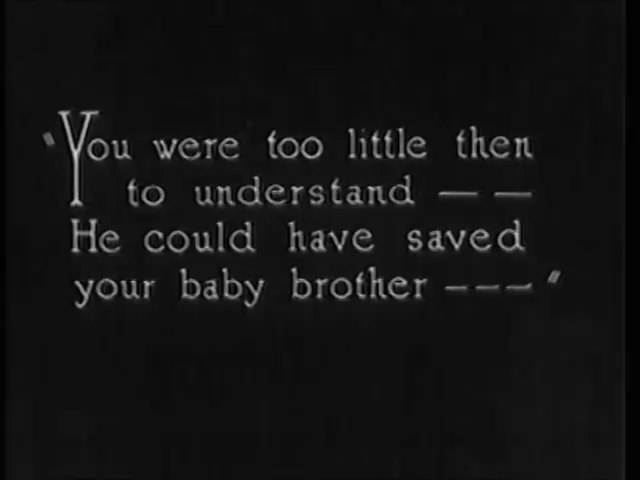 "You were too little then
to understand — —
He could have saved
your baby brother ———"